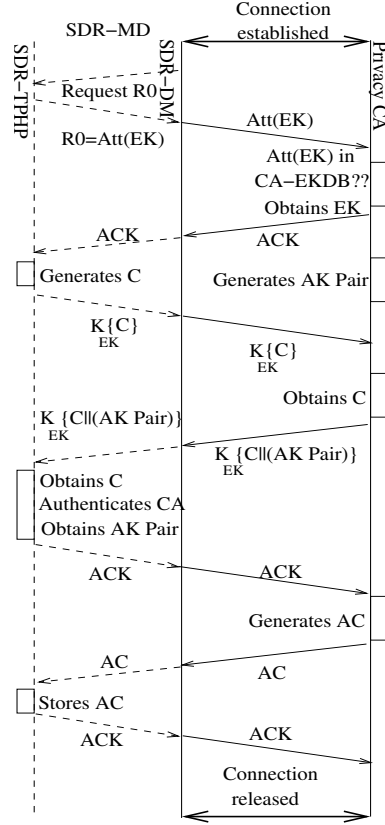 Connection
established
SDR-MD
SDR-TPHP
SDR-DM
Privacy CA
Request R0
Att(EK)
R0=Att(EK)
Att(EK) in
CA-EKDB??
Obtains EK
ACK
ACK
Generates C
Generates AK Pair
K{C}
EK
K{C}
EK
Obtains C
K {C||(AK Pair)}
EK
K {C||(AK Pair)}
EK
Obtains C
Authenticates CA
Obtains AK Pair
ACK
ACK
Generates AC
AC
AC
Stores AC
ACK
ACK
Connection
released